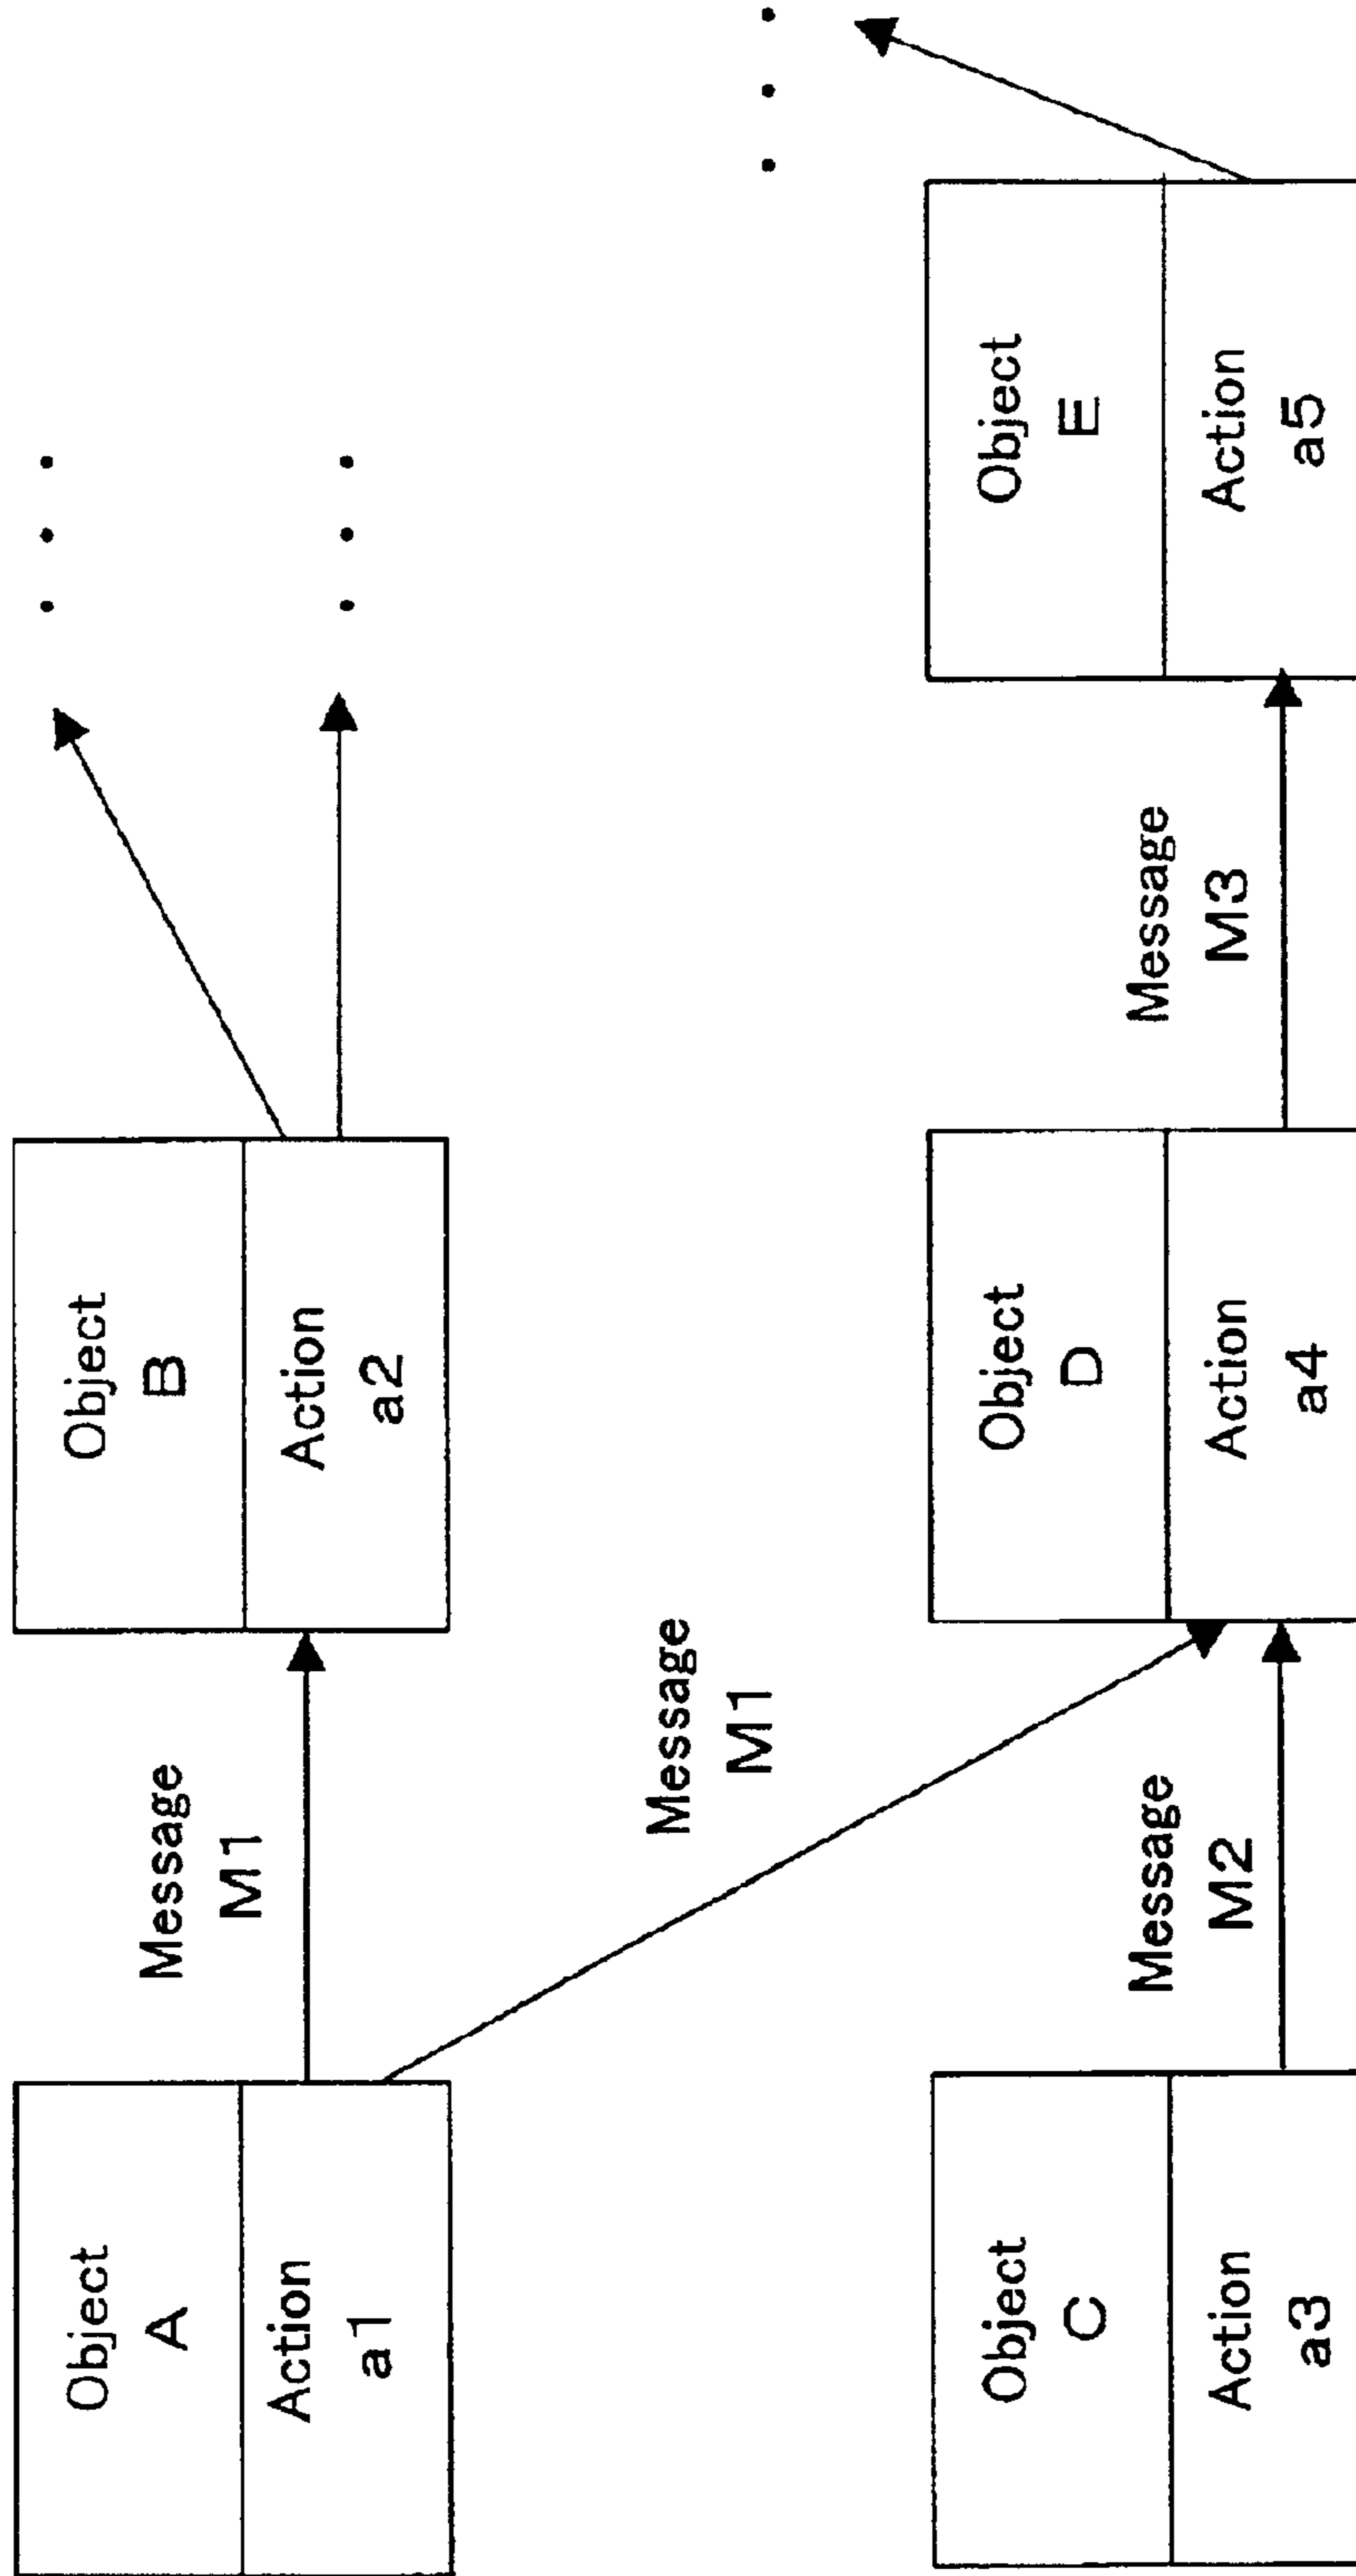 Object
A
Action
a1
Message
M1
Object
B
Action
a2
. . .
. . .
Message
M1
Object
C
Action
a3
Message
M2
Object
D
Action
a4
Message
M3
Object
E
Action
a5
. . .